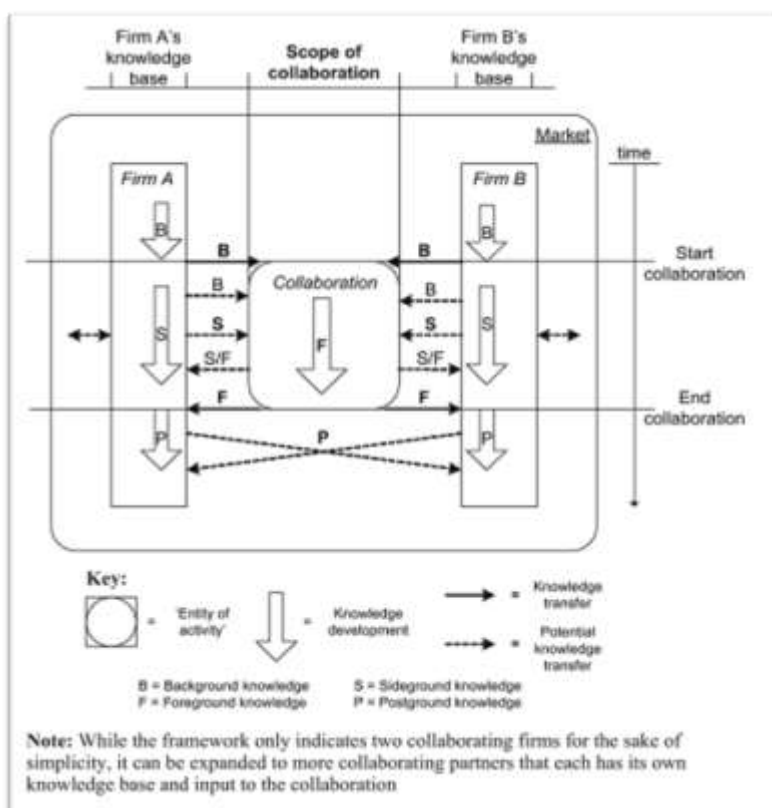 Firm A's
knowledge
base
Scope of
collaboration
Firm B's
knowledge
base
Market
time
Firm A
Firm B
B
B
B
B
Start
collaboration
Collaboration
B
B
S
S
S
S
F
S/F
S/F
F
F
End
collaboration
P
P
P
Key:
= 'Entity of
activity'
= Knowledge
development
= Knowledge
transfer
= Potential
knowledge
transfer
B = Background knowledge
S = Sideground knowledge
F = Foreground knowledge
P = Postground knowledge
Note: While the framework only indicates two collaborating firms for the sake of
simplicity, it can be expanded to more collaborating partners that each has its own
knowledge base and input to the collaboration